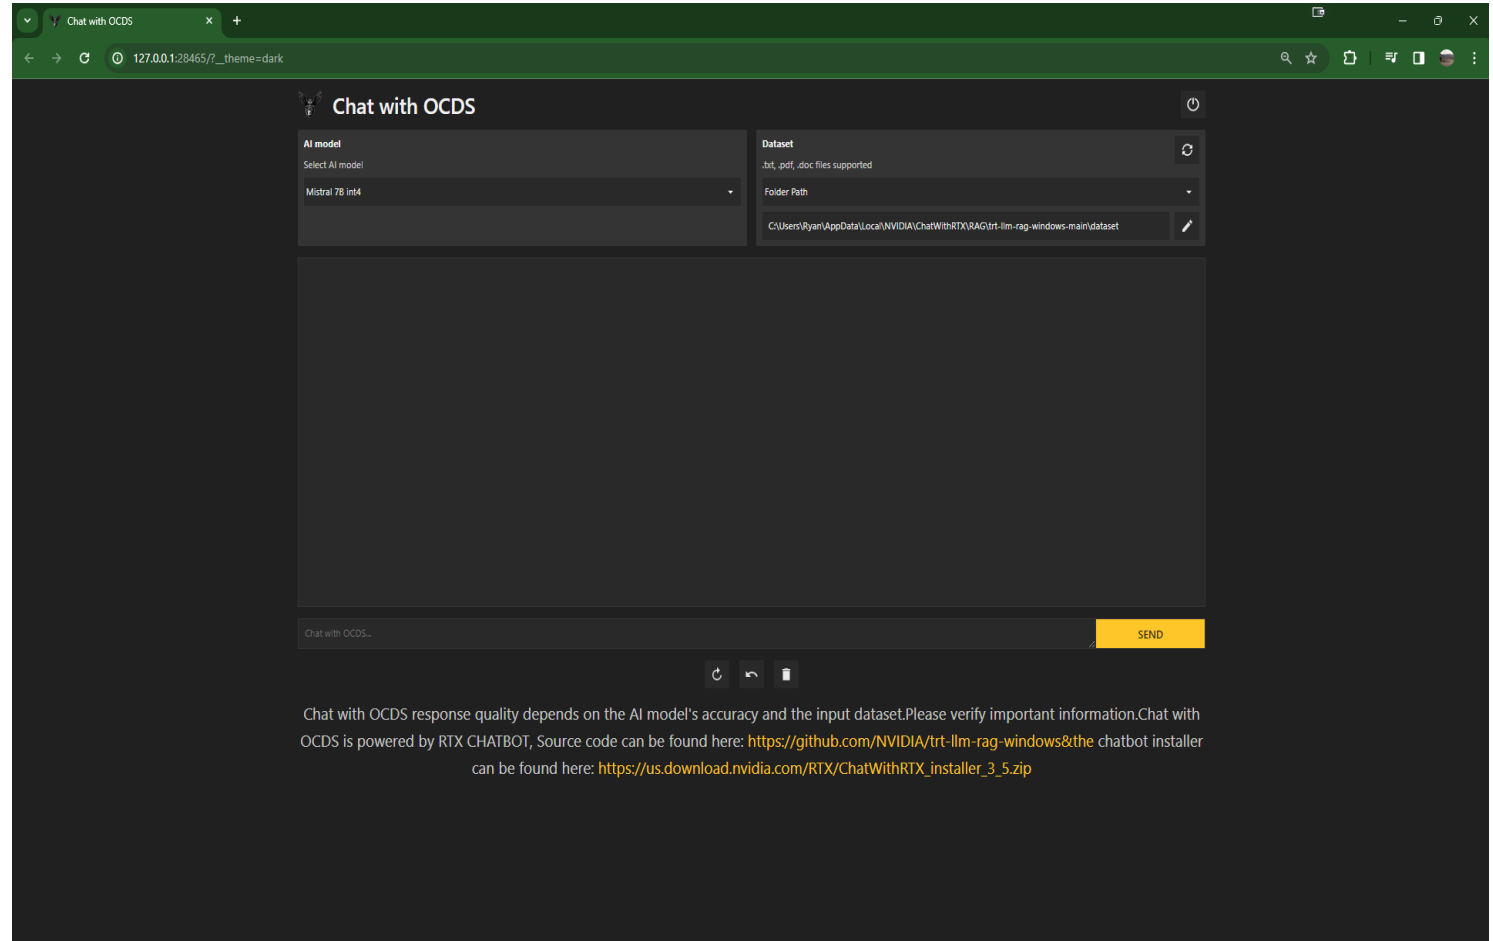 Chat with OCDS
127.0.0.1:28465/?__theme=dark
Chat with OCDS
AI model
Select AI model
Mistral 7B int4
Dataset
.txt, .pdf, .doc files supported
Folder Path
C:\Users\Ryan\AppData\Local\NVIDIA\ChatWithRTX\RAG\trt-llm-rag-windows-main\dataset
Chat with OCDS...
SEND
Chat with OCDS response quality depends on the AI model's accuracy and the input dataset.Please verify important information.Chat with
OCDS is powered by RTX CHATBOT, Source code can be found here: https://github.com/NVIDIA/trt-llm-rag-windows&the chatbot installer
can be found here: https://us.download.nvidia.com/RTX/ChatWithRTX_installer_3_5.zip